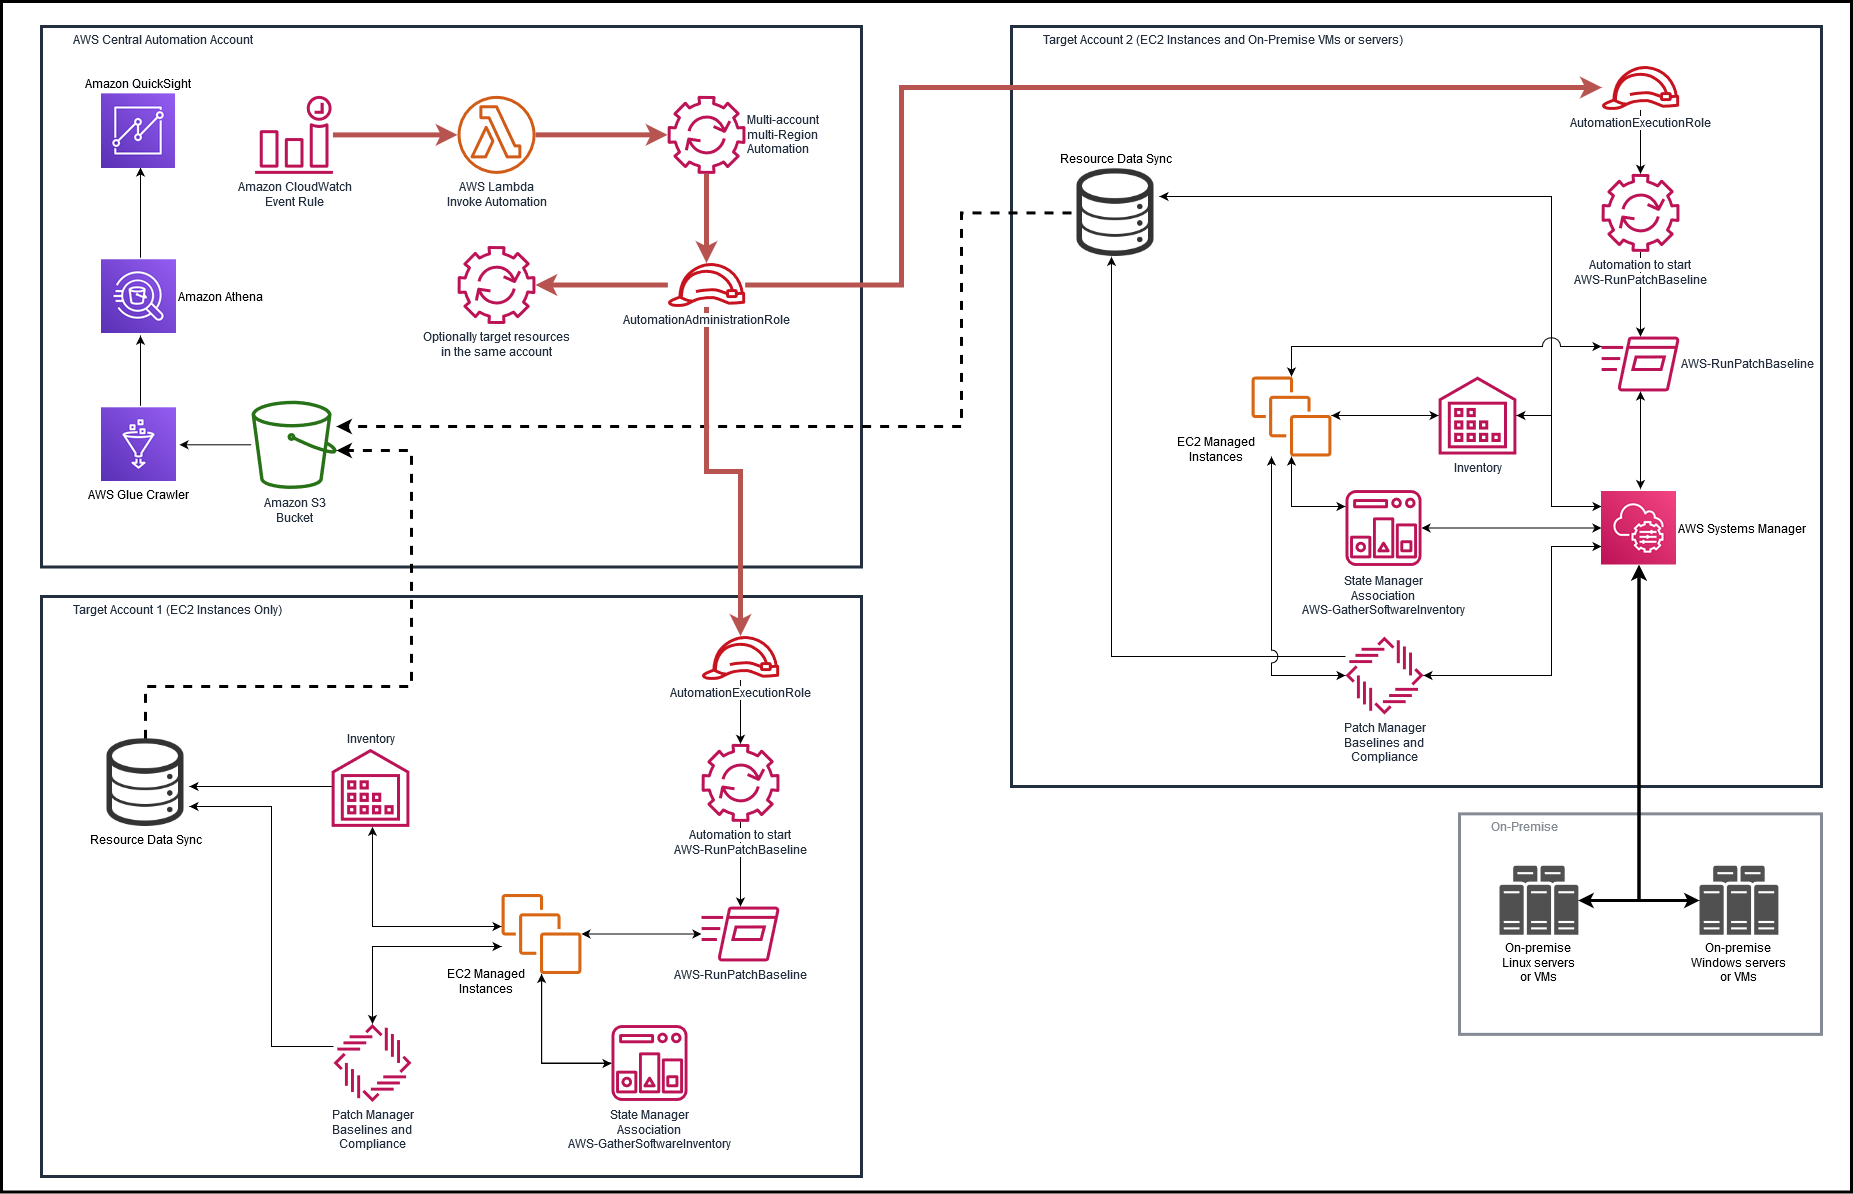 AWS Central Automation Account
Amazon QuickSight
Amazon CloudWatch
Event Rule
AWS Lambda
Invoke Automation
Multi-account
multi-Region
Automation
Amazon Athena
Optionally target resources
in the same account
AutomationAdministrationRole
AWS Glue Crawler
Amazon S3
Bucket
Target Account 1 (EC2 Instances Only)
AutomationExecutionRole
Inventory
Resource Data Sync
Automation to start
AWS-RunPatchBaseline
EC2 Managed
Instances
AWS-RunPatchBaseline
Patch Manager
Baselines and
Compliance
State Manager
Association
AWS-GatherSoftwareInventory
Target Account 2 (EC2 Instances and On-Premise VMs or servers)
AutomationExecutionRole
Resource Data Sync
Automation to start
AWS-RunPatchBaseline
AWS-RunPatchBaseline
EC2 Managed
Instances
Inventory
AWS Systems Manager
State Manager
Association
AWS-GatherSoftwareInventory
Patch Manager
Baselines and
Compliance
On-Premise
On-premise
Linux servers
or VMs
On-premise
Windows servers
or VMs